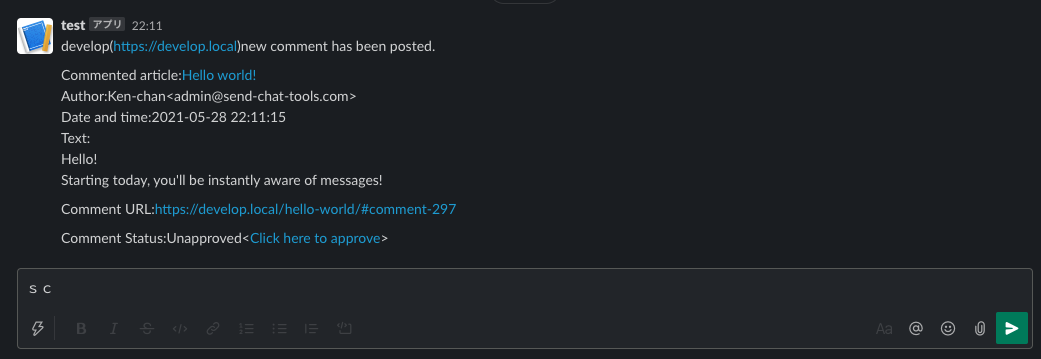 test アプリ 22:11
develop(https://develop.local)new comment has been posted.
Commented article:Hello world!
Author:Ken-chan<admin@send-chat-tools.com>
Date and time:2021-05-28 22:11:15
Text:
Hello!
Starting today, you'll be instantly aware of messages!
Comment URL:https://develop.local/hello-world/#comment-297
Comment Status:Unapproved<Click here to approve>
ｓｃ
B I S </> Aa @